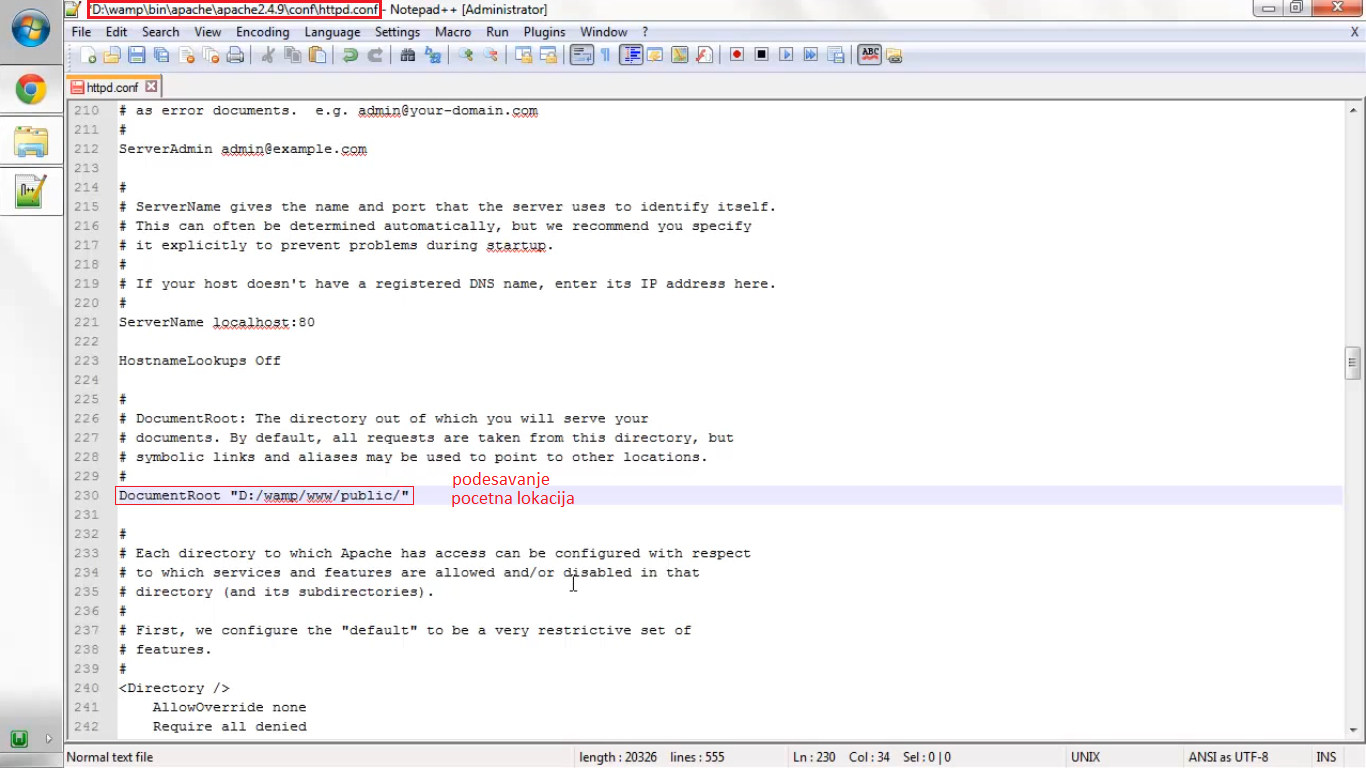 D:\wamp\bin\apache\apache2.4.9\conf\httpd.conf - Notepad++ [Administrator]
File Edit Search View Encoding Language Settings Macro Run Plugins Window ? X
ABC
httpd.conf
210 # as error documents.  e.g. admin@your-domain.com
211 #
212 ServerAdmin admin@example.com
213
214 #
215 # ServerName gives the name and port that the server uses to identify itself.
216 # This can often be determined automatically, but we recommend you specify
217 # it explicitly to prevent problems during startup.
218 #
219 # If your host doesn't have a registered DNS name, enter its IP address here.
220 #
221 ServerName localhost:80
222
223 HostnameLookups Off
224
225 #
226 # DocumentRoot: The directory out of which you will serve your
227 # documents. By default, all requests are taken from this directory, but
228 # symbolic links and aliases may be used to point to other locations.
229 #
podesavanje
230 DocumentRoot "D:/wamp/www/public/"
pocetna lokacija
231
232 #
233 # Each directory to which Apache has access can be configured with respect
234 # to which services and features are allowed and/or disabled in that
235 # directory (and its subdirectories).
236 #
237 # First, we configure the "default" to be a very restrictive set of
238 # features.
239 #
240 <Directory />
241     AllowOverride none
242     Require all denied
Normal text file length : 20326 lines : 555 Ln : 230 Col : 34 Sel : 0 | 0 UNIX ANSI as UTF-8 INS